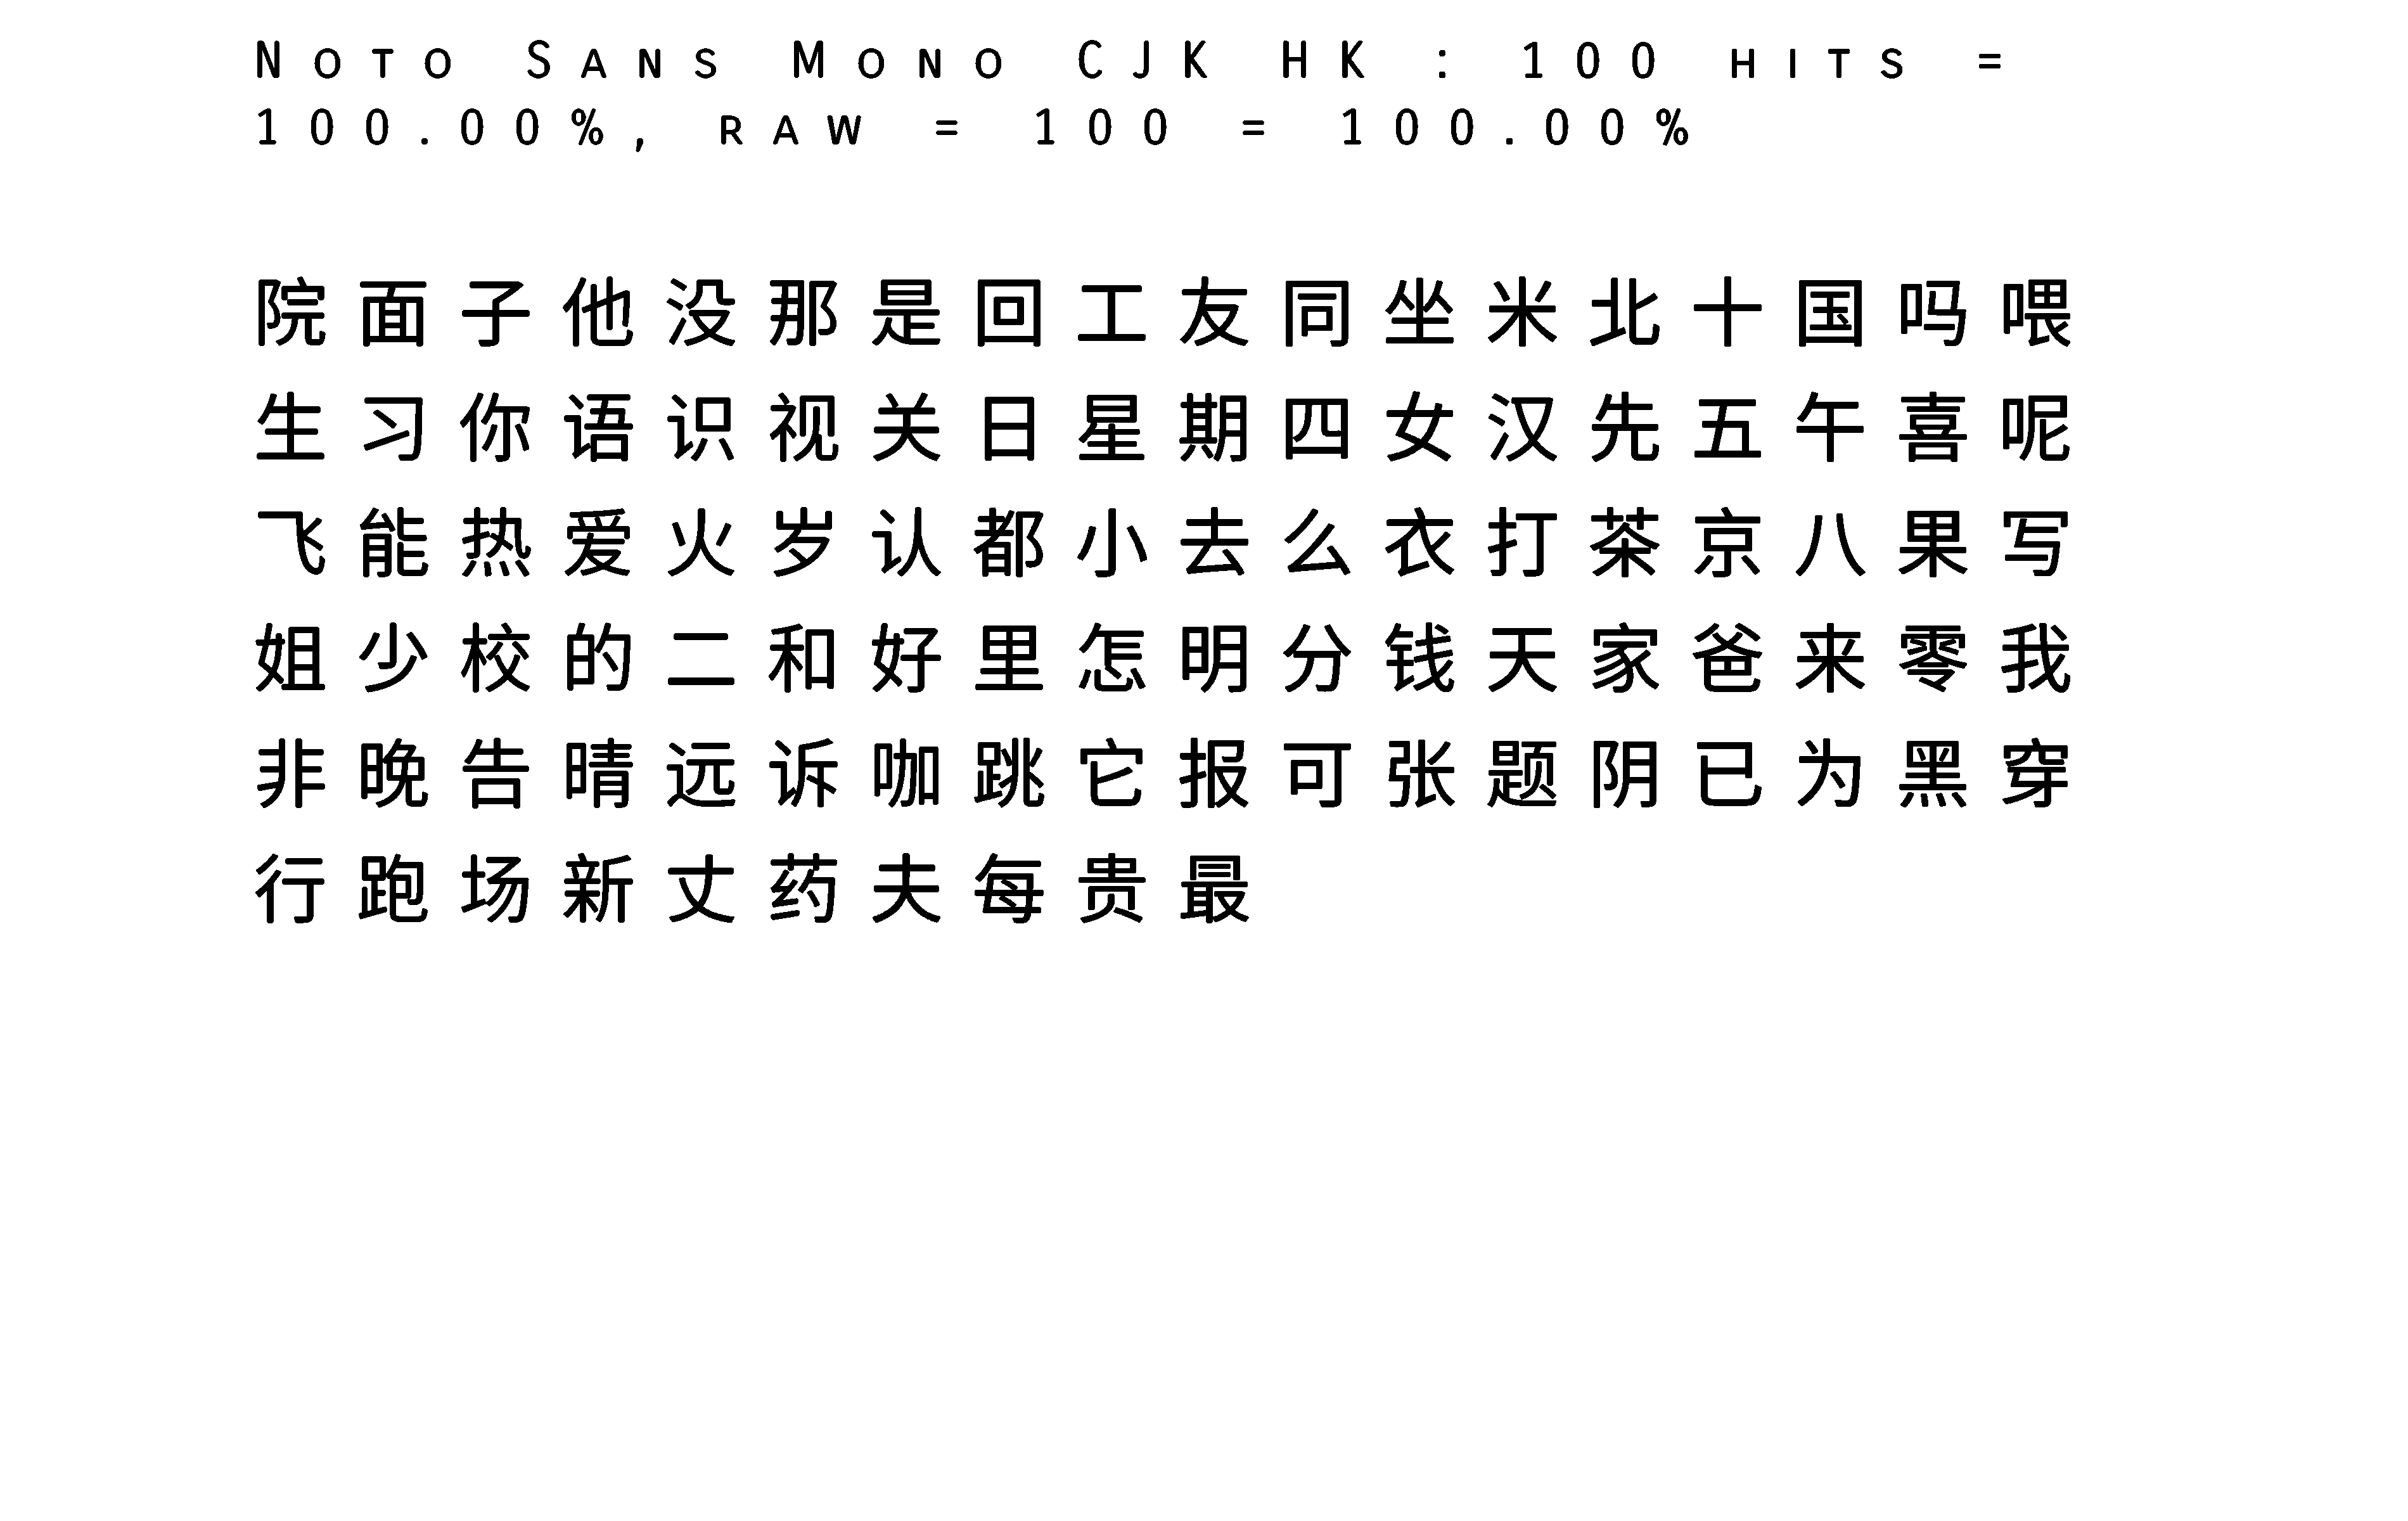 Noto Sans Mono CJK HK : 100 hits =
100.00%, raw = 100 = 100.00%
院面子他没那是回工友同坐米北十国吗喂
生习你语识视关日星期四女汉先五午喜呢
飞能热爱火岁认都小去么衣打茶京八果写
姐少校的二和好里怎明分钱天家爸来零我
非晚告晴远诉咖跳它报可张题阴已为黑穿
行跑场新丈药夫每贵最